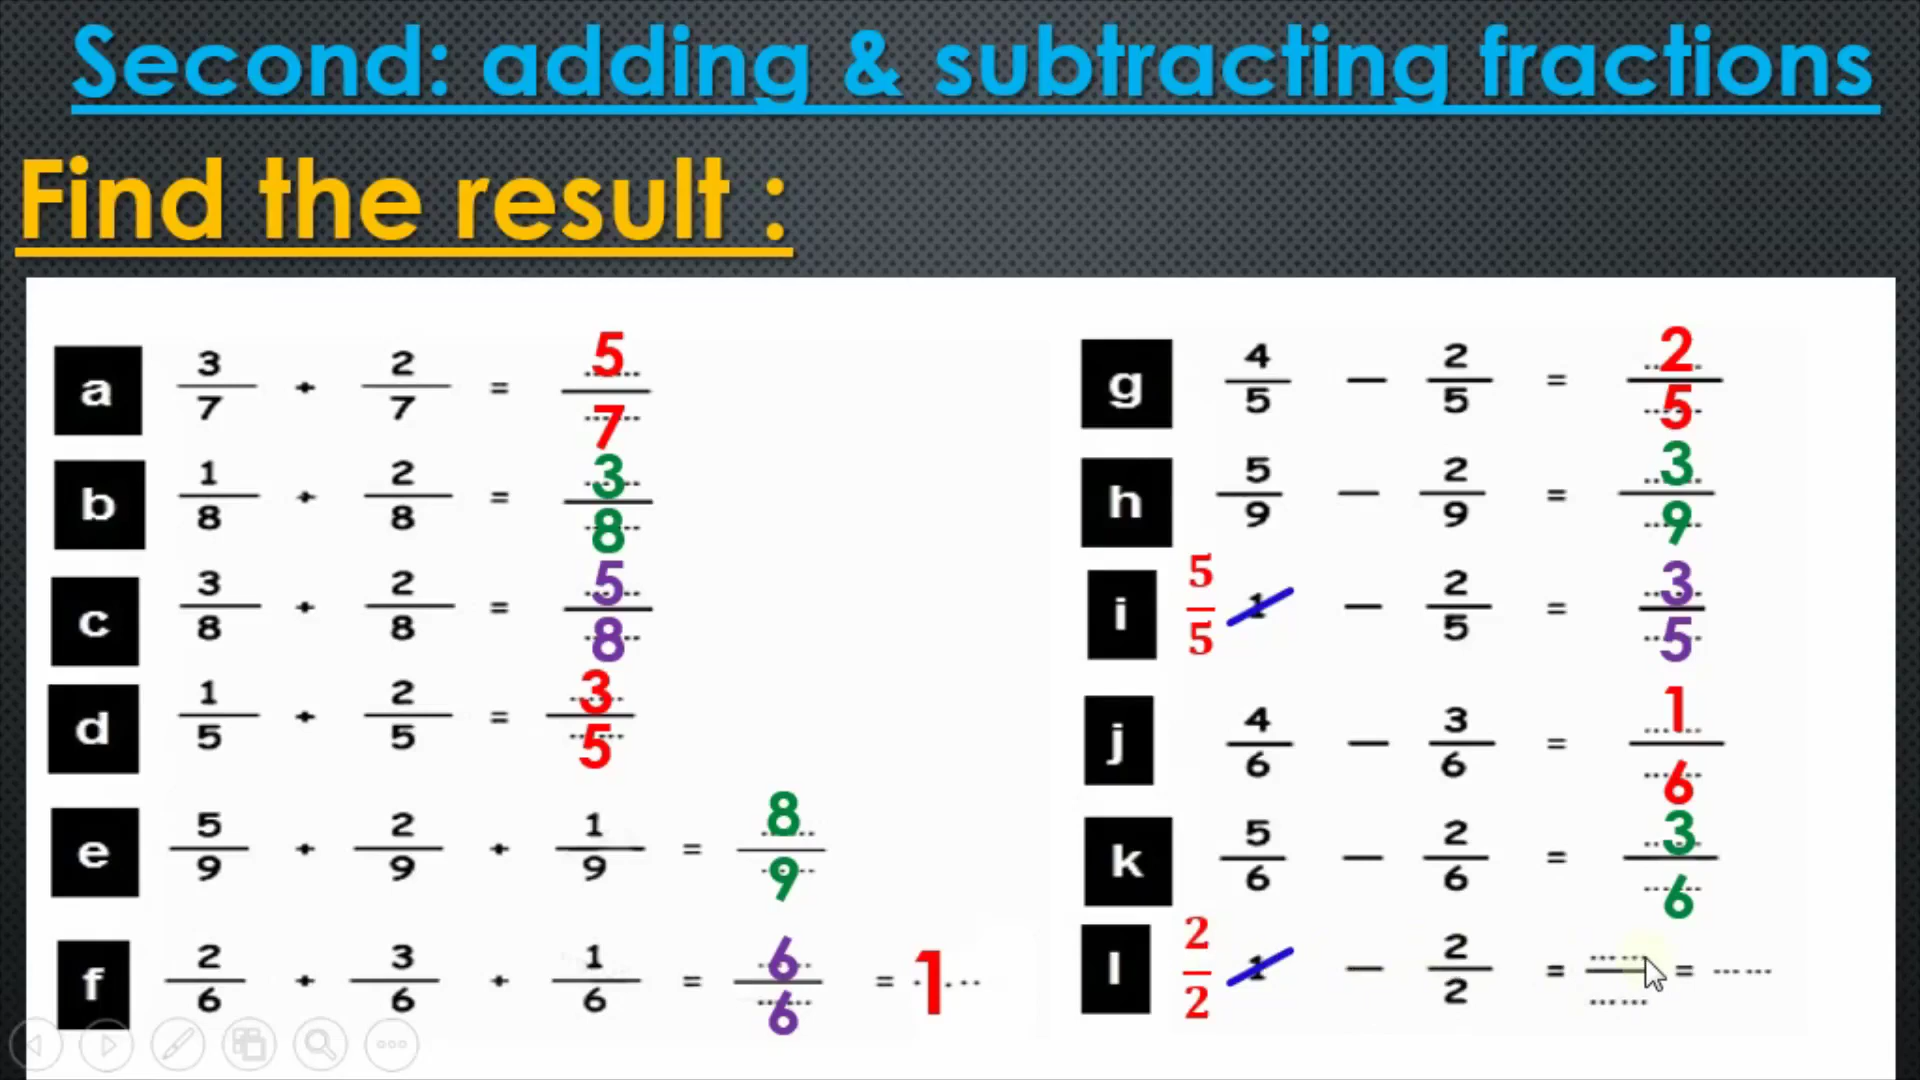 Second: adding & subtracting fractions
Find the result :
a 3/7 + 2/7 = 5/7
b 1/8 + 2/8 = 3/8
c 3/8 + 2/8 = 5/8
d 1/5 + 2/5 = 3/5
e 5/9 + 2/9 + 1/9 = 8/9
f 2/6 + 3/6 + 1/6 = 6/6 = 1
g 4/5 — 2/5 = 2/5
h 5/9 — 2/9 = 3/9
i 5/5 1 — 2/5 = 3/5
j 4/6 — 3/6 = 1/6
k 5/6 — 2/6 = 3/6
l 2/2 1 — 2/2 = ...../..... = .....